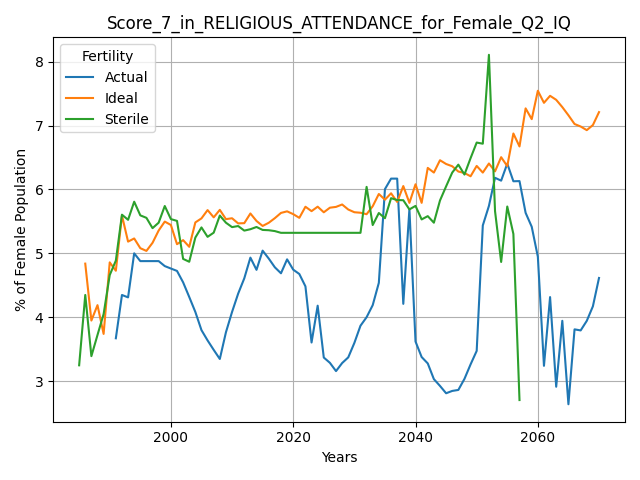 Score_7_in_RELIGIOUS_ATTENDANCE_for_Female_Q2_IQ
Fertility
Actual
Ideal
Sterile
% of Female Population
8
7
6
5
4
3
2000
2020
2040
2060
Years